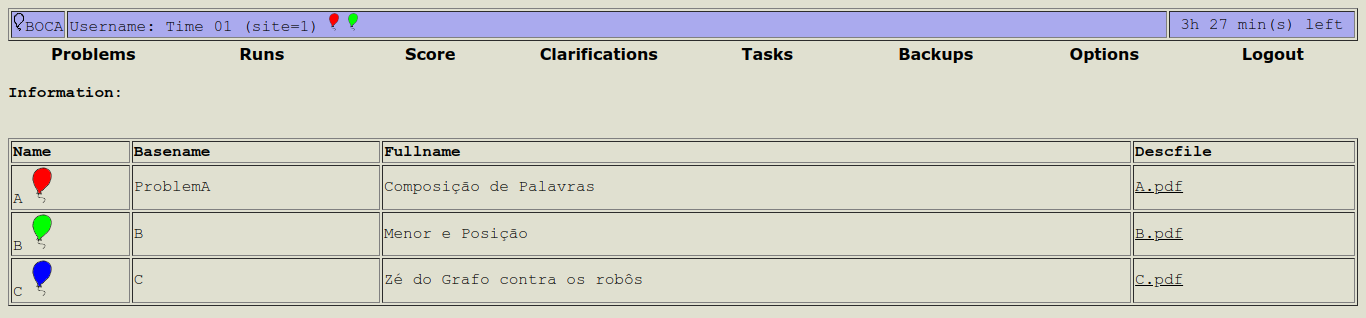 BOCA Username: Time 01 (site=1) 3h 27 min(s) left
Problems Runs Score Clarifications Tasks Backups Options Logout
Information:
Name Basename Fullname Descfile
A ProblemA Composição de Palavras A.pdf
B B Menor e Posição B.pdf
C C Zé do Grafo contra os robôs C.pdf